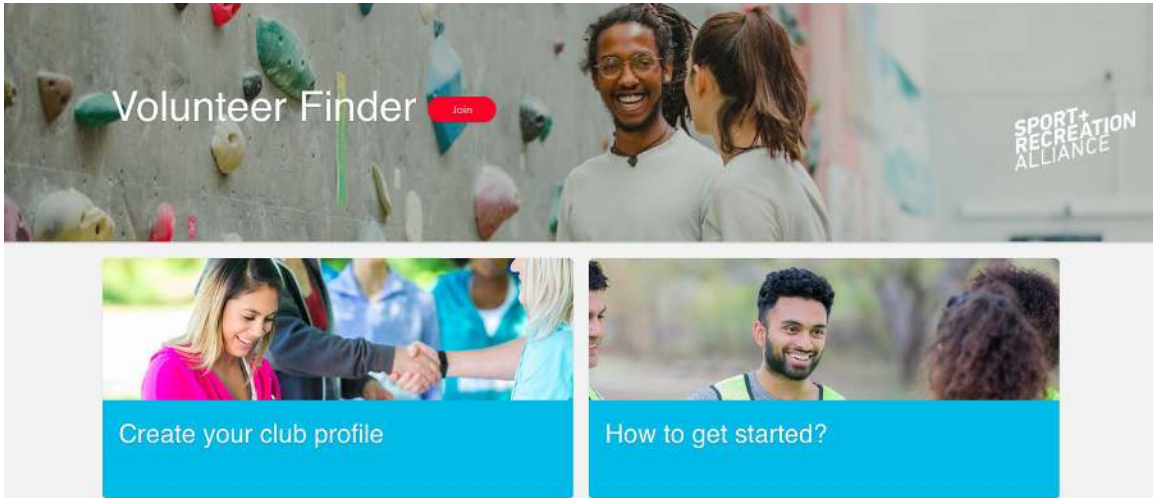 Volunteer Finder
Join
SPORT+
RECREATION
ALLIANCE
Create your club profile
How to get started?